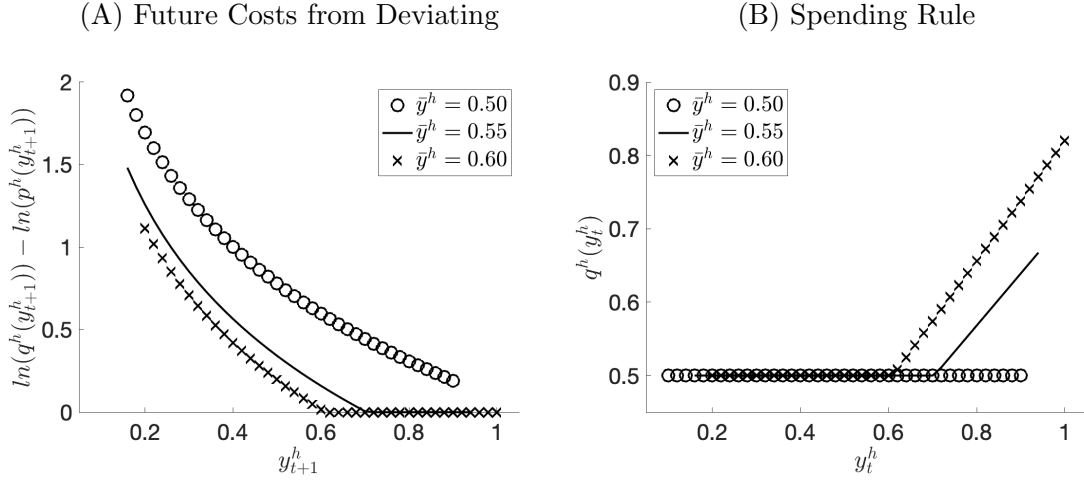 (A) Future Costs from Deviating
ln(q^h(y^h_{t+1})) − ln(p^h(y^h_{t+1}))
2
1.5
1
0.5
0
0.2 0.4 0.6 0.8 1
y^h_{t+1}
ȳ^h = 0.50
ȳ^h = 0.55
ȳ^h = 0.60
(B) Spending Rule
q^h(y^h_t)
0.9
0.8
0.7
0.6
0.5
0.2 0.4 0.6 0.8 1
y^h_t
ȳ^h = 0.50
ȳ^h = 0.55
ȳ^h = 0.60